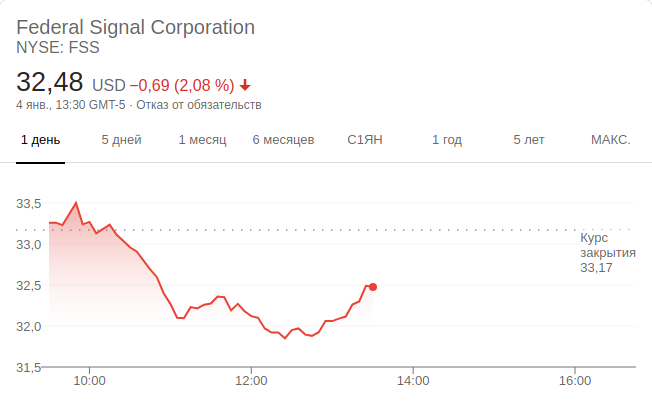 Federal Signal Corporation
NYSE: FSS
32,48 USD −0,69 (2,08 %)
4 янв., 13:30 GMT-5 · Отказ от обязательств
1 день 5 дней 1 месяц 6 месяцев С1ЯН 1 год 5 лет МАКС.
33,5
33,0
32,5
32,0
31,5
Курс
закрытия
33,17
10:00 12:00 14:00 16:00